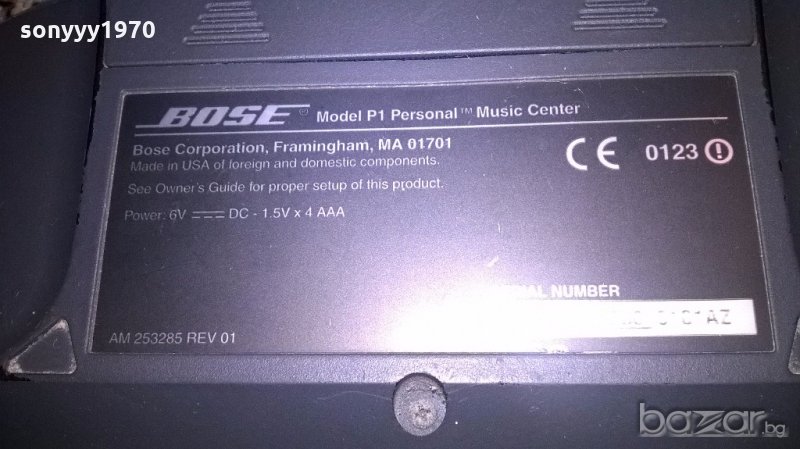 sonyyy1970
BOSE ® Model P1 Personal™ Music Center
Bose Corporation, Framingham, MA 01701
Made in USA of foreign and domestic components.
See Owner's Guide for proper setup of this product.
Power: 6V ⎓ DC - 1.5V x 4 AAA
CE 0123
NUMBER
AM 253285 REV 01
bazar.bg